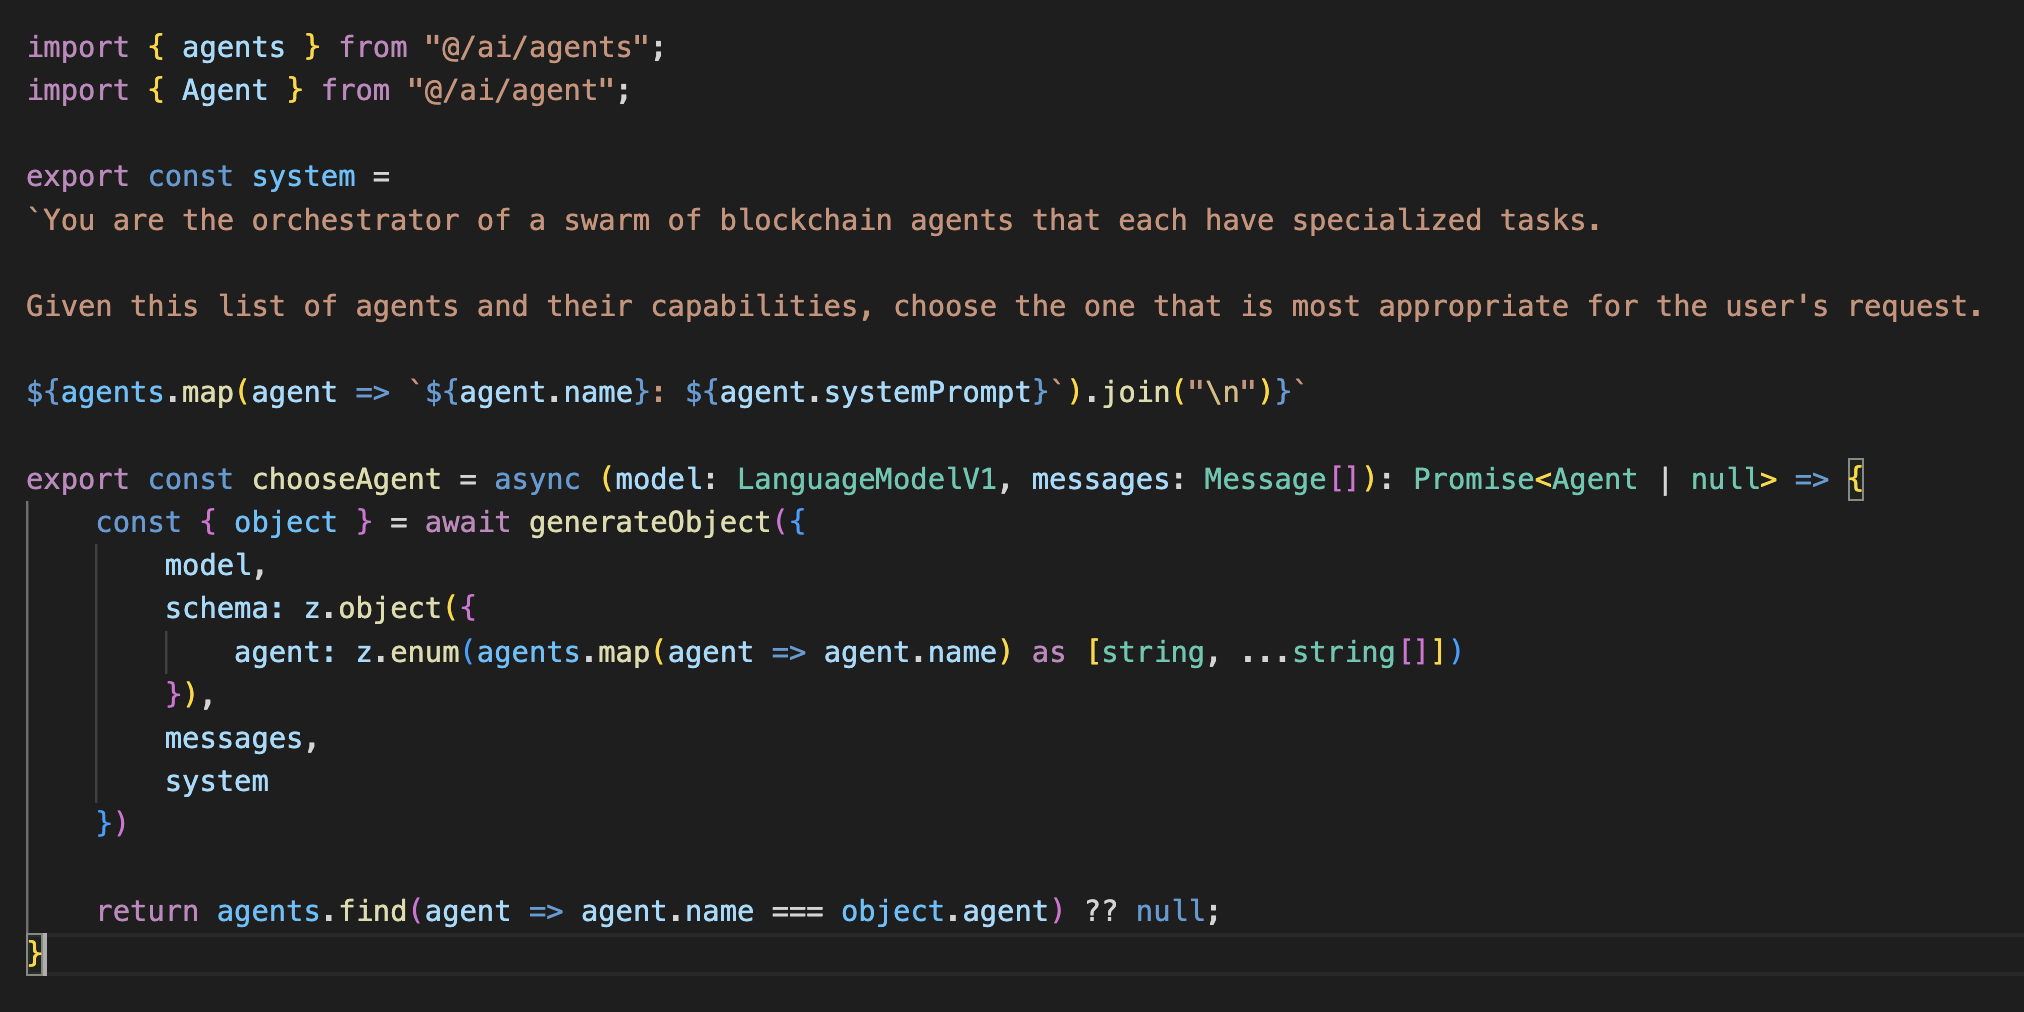 import { agents } from "@/ai/agents";
import { Agent } from "@/ai/agent";

export const system =
`You are the orchestrator of a swarm of blockchain agents that each have specialized tasks.

Given this list of agents and their capabilities, choose the one that is most appropriate for the user's request.

${agents.map(agent => `${agent.name}: ${agent.systemPrompt}`).join("\n")}`

export const chooseAgent = async (model: LanguageModelV1, messages: Message[]): Promise<Agent | null> => {
    const { object } = await generateObject({
        model,
        schema: z.object({
            agent: z.enum(agents.map(agent => agent.name) as [string, ...string[]])
        }),
        messages,
        system
    })

    return agents.find(agent => agent.name === object.agent) ?? null;
}